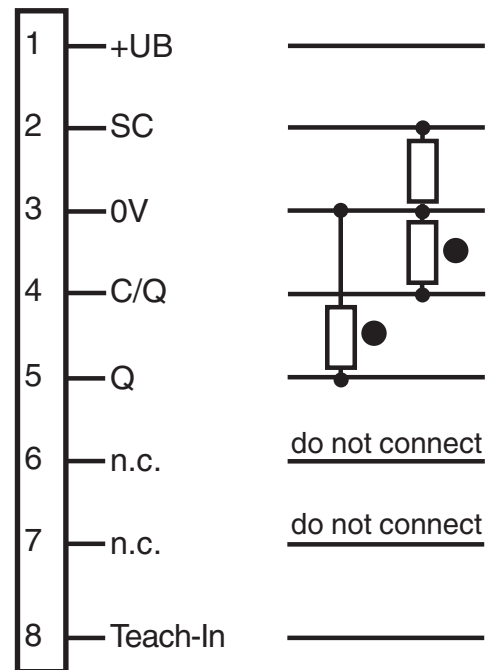 1 +UB
2 SC
3 0V
4 C/Q
5 Q
6 n.c. do not connect
7 n.c. do not connect
8 Teach-In